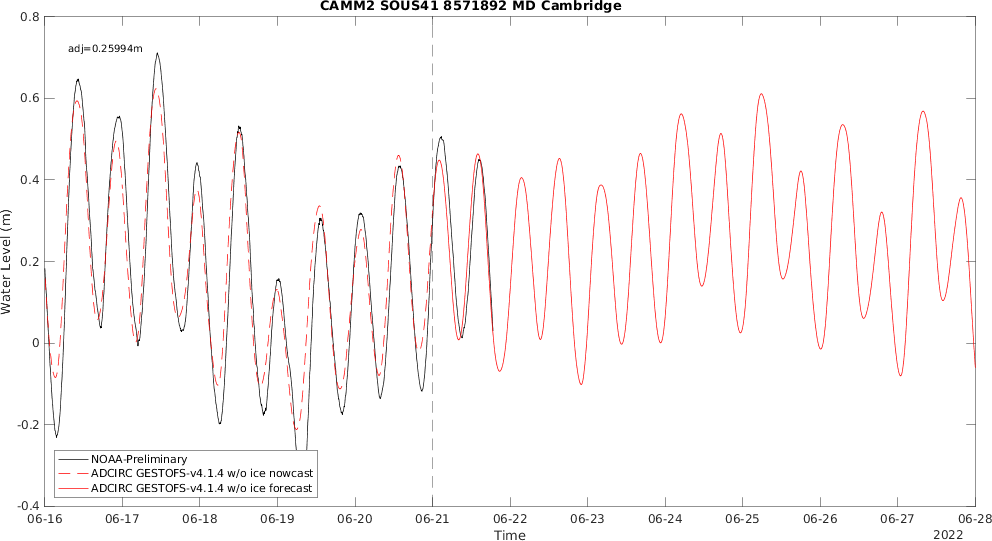 CAMM2 SOUS41 8571892 MD Cambridge
adj=0.25994m
Water Level (m)
0.8
0.6
0.4
0.2
0
-0.2
-0.4
NOAA-Preliminary
ADCIRC GESTOFS-v4.1.4 w/o ice nowcast
ADCIRC GESTOFS-v4.1.4 w/o ice forecast
06-16 06-17 06-18 06-19 06-20 06-21 06-22 06-23 06-24 06-25 06-26 06-27 06-28
Time
2022